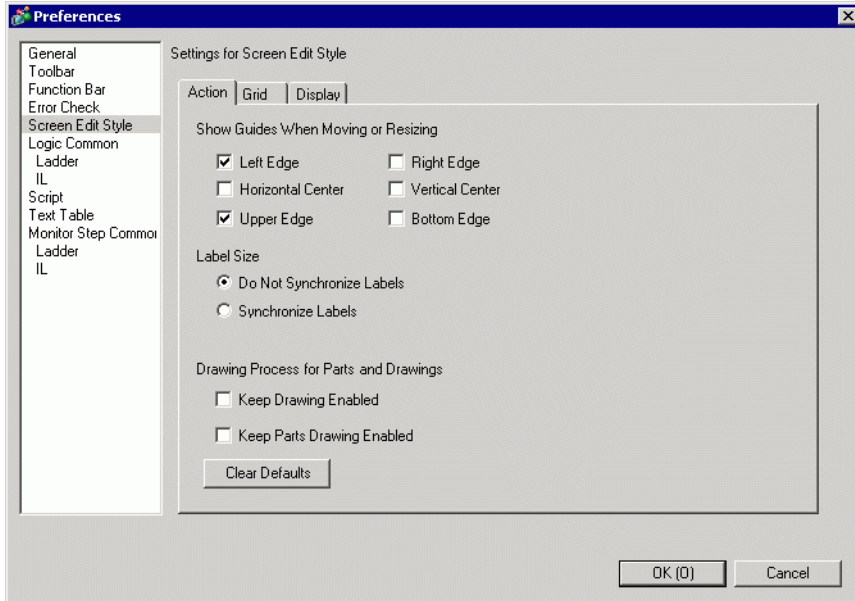 Preferences
General
Toolbar
Function Bar
Error Check
Screen Edit Style
Logic Common
Ladder
IL
Script
Text Table
Monitor Step Commo
Ladder
IL
Settings for Screen Edit Style
Action Grid Display
Show Guides When Moving or Resizing
Left Edge Right Edge
Horizontal Center Vertical Center
Upper Edge Bottom Edge
Label Size
Do Not Synchronize Labels
Synchronize Labels
Drawing Process for Parts and Drawings
Keep Drawing Enabled
Keep Parts Drawing Enabled
Clear Defaults
OK (O) Cancel